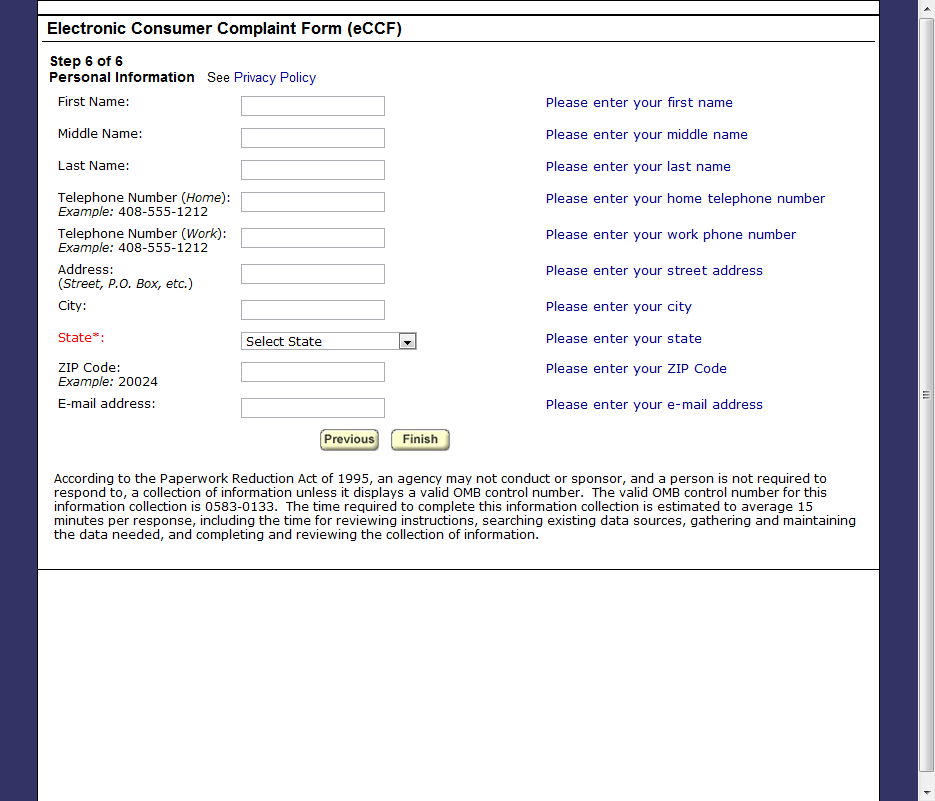 Electronic Consumer Complaint Form (eCCF)
Step 6 of 6
Personal Information See Privacy Policy
First Name: Please enter your first name
Middle Name: Please enter your middle name
Last Name: Please enter your last name
Telephone Number (Home): Please enter your home telephone number
Example: 408-555-1212
Telephone Number (Work): Please enter your work phone number
Example: 408-555-1212
Address: Please enter your street address
(Street, P.O. Box, etc.)
City: Please enter your city
State*: Select State Please enter your state
ZIP Code: Please enter your ZIP Code
Example: 20024
E-mail address: Please enter your e-mail address
Previous Finish
According to the Paperwork Reduction Act of 1995, an agency may not conduct or sponsor, and a person is not required to
respond to, a collection of information unless it displays a valid OMB control number. The valid OMB control number for this
information collection is 0583-0133. The time required to complete this information collection is estimated to average 15
minutes per response, including the time for reviewing instructions, searching existing data sources, gathering and maintaining
the data needed, and completing and reviewing the collection of information.